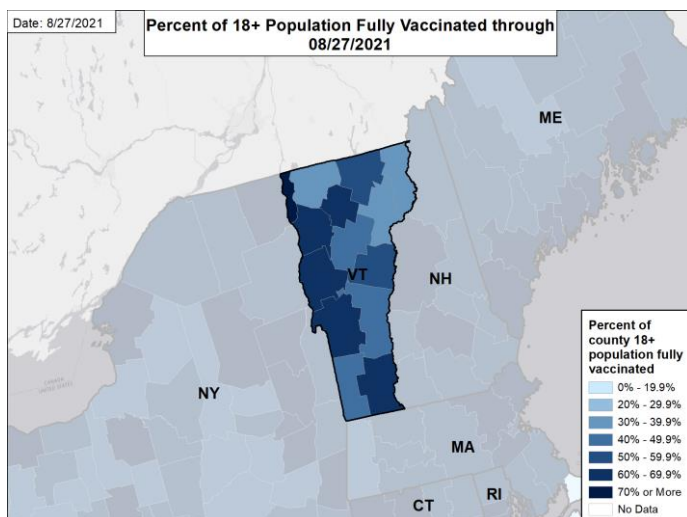 Date: 8/27/2021
Percent of 18+ Population Fully Vaccinated through
08/27/2021
ME
VT
NH
NY
MA
CT
RI
Percent of
county 18+
population fully
vaccinated
0% - 19.9%
20% - 29.9%
30% - 39.9%
40% - 49.9%
50% - 59.9%
60% - 69.9%
70% or More
No Data